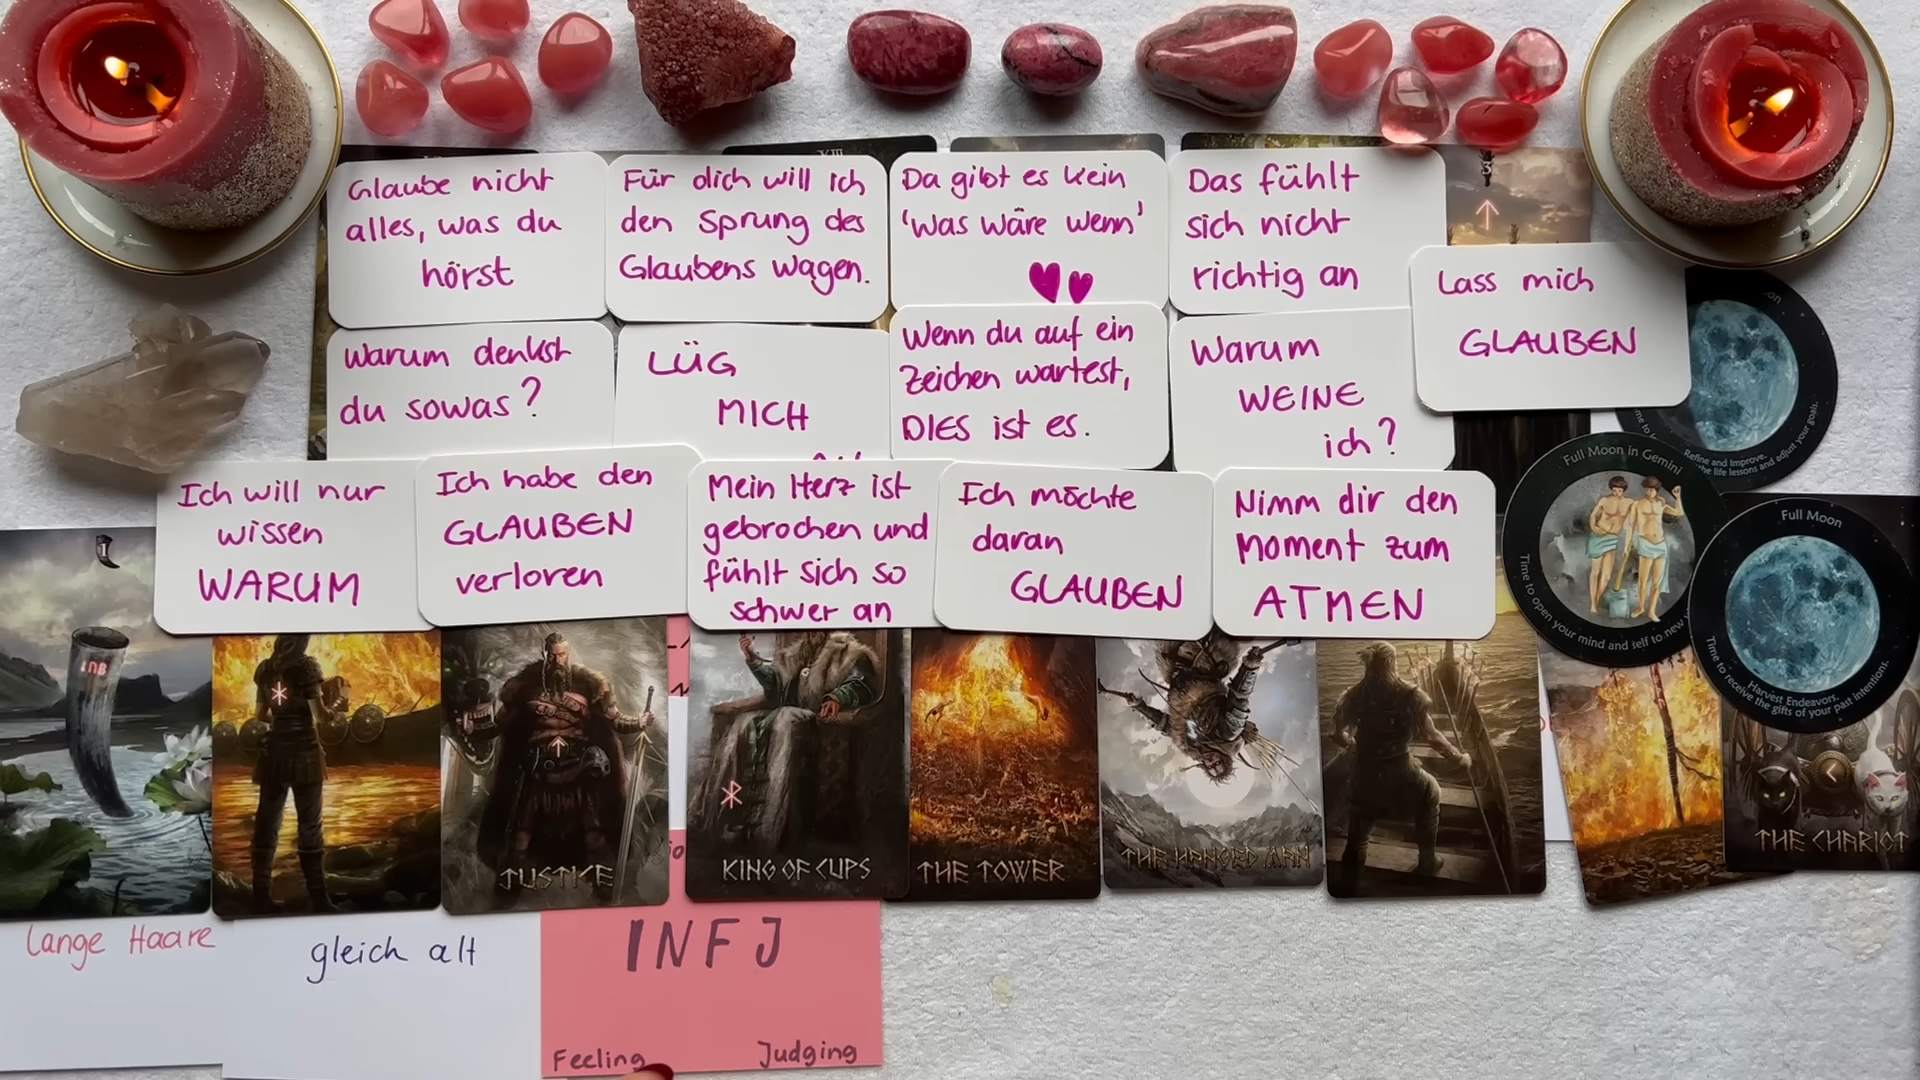 Glaube nicht
alles, was du
hörst
Für dich will ich
den Sprung des
Glaubens wagen.
Da gibt es kein
'Was wäre wenn'
Das fühlt
sich nicht
richtig an
Lass mich
GLAUBEN
Warum denkst
du sowas?
LÜG
MICH
Wenn du auf ein
Zeichen wartest,
DIES ist es.
Warum
WEINE
ich?
Refine and Improve.
life lessons and adjust your goals.
Ich will nur
wissen
WARUM
Ich habe den
GLAUBEN
verloren
Mein Herz ist
gebrochen und
fühlt sich so
schwer an
Ich möchte
daran
GLAUBEN
Nimm dir den
Moment zum
ATMEN
Full Moon in Gemini
Time to open your mind and self to new
Full Moon
Harvest Endeavors.
Time to receive the gifts of your past intentions.
JUSTICE
KING OF CUPS
THE TOWER
THE HANGED MAN
THE CHARIOT
Lange Haare
gleich alt
INFJ
Feeling
Judging